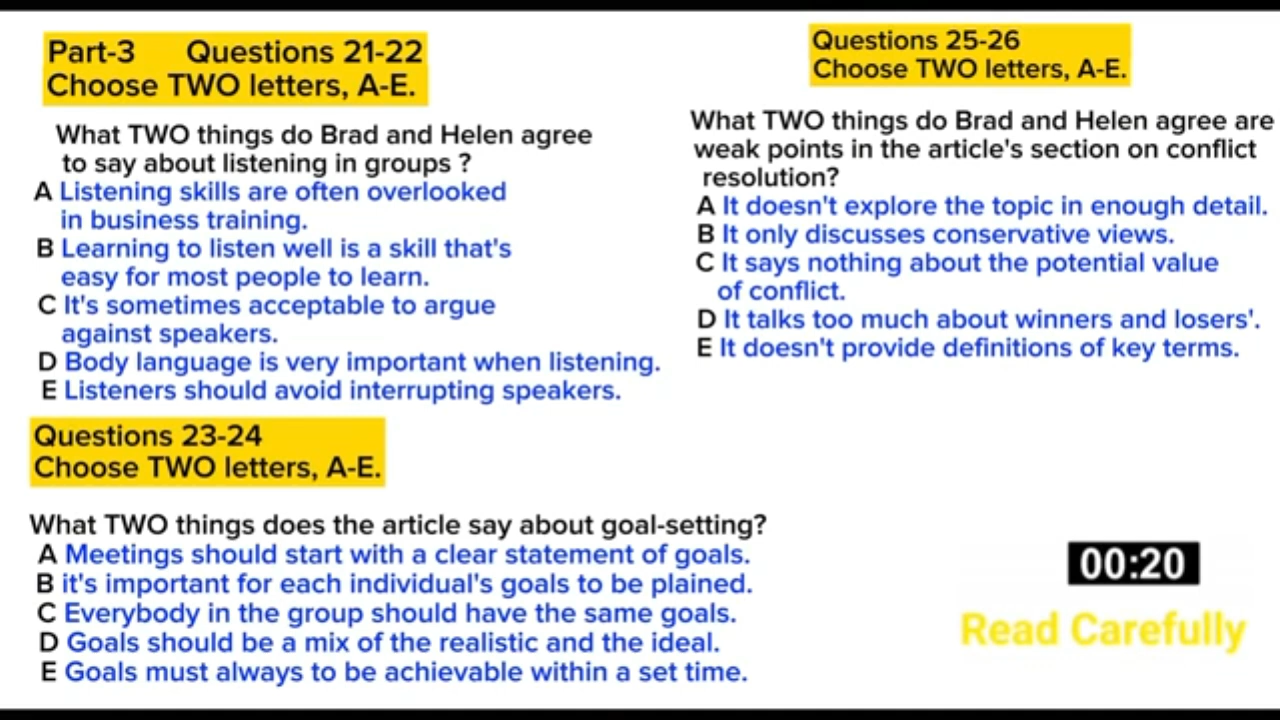 Part-3 Questions 21-22
Choose TWO letters, A-E.
What TWO things do Brad and Helen agree
to say about listening in groups ?
A Listening skills are often overlooked
in business training.
B Learning to listen well is a skill that's
easy for most people to learn.
C It's sometimes acceptable to argue
against speakers.
D Body language is very important when listening.
E Listeners should avoid interrupting speakers.
Questions 23-24
Choose TWO letters, A-E.
What TWO things does the article say about goal-setting?
A Meetings should start with a clear statement of goals.
B it's important for each individual's goals to be plained.
C Everybody in the group should have the same goals.
D Goals should be a mix of the realistic and the ideal.
E Goals must always to be achievable within a set time.
Questions 25-26
Choose TWO letters, A-E.
What TWO things do Brad and Helen agree are
weak points in the article's section on conflict
resolution?
A It doesn't explore the topic in enough detail.
B It only discusses conservative views.
C It says nothing about the potential value
of conflict.
D It talks too much about winners and losers'.
E It doesn't provide definitions of key terms.
00:20
Read Carefully